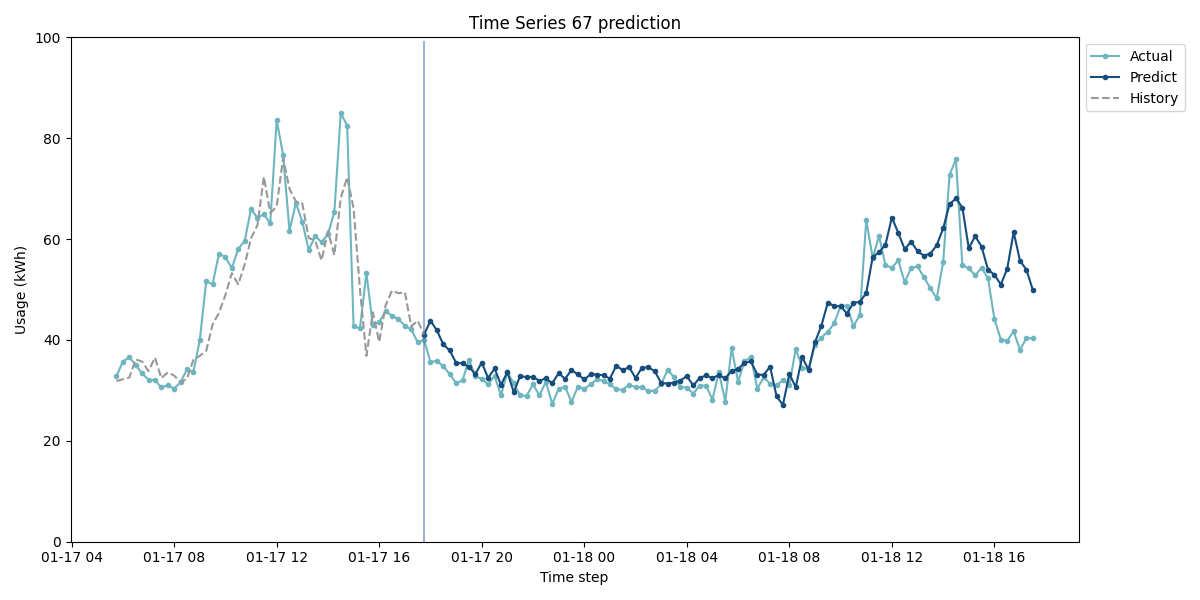 Time Series 67 prediction
Usage (kWh)
100
80
60
40
20
0
01-17 04
01-17 08
01-17 12
01-17 16
01-17 20
01-18 00
01-18 04
01-18 08
01-18 12
01-18 16
Time step
Actual
Predict
History